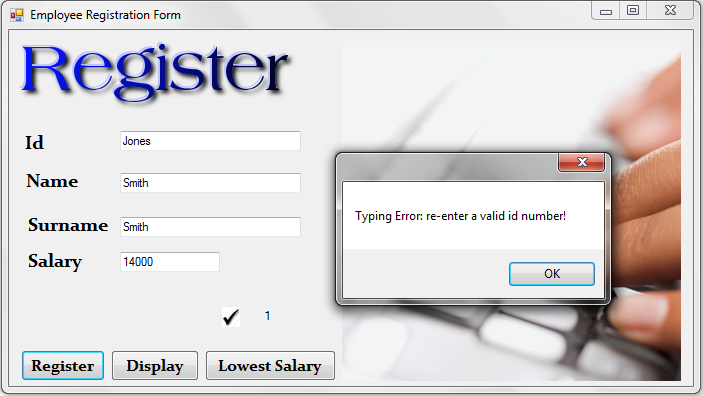 Employee Registration Form
Register
Id Jones
Name Smith
Surname Smith
Salary 14000
1
Typing Error: re-enter a valid id number!
OK
Register Display Lowest Salary